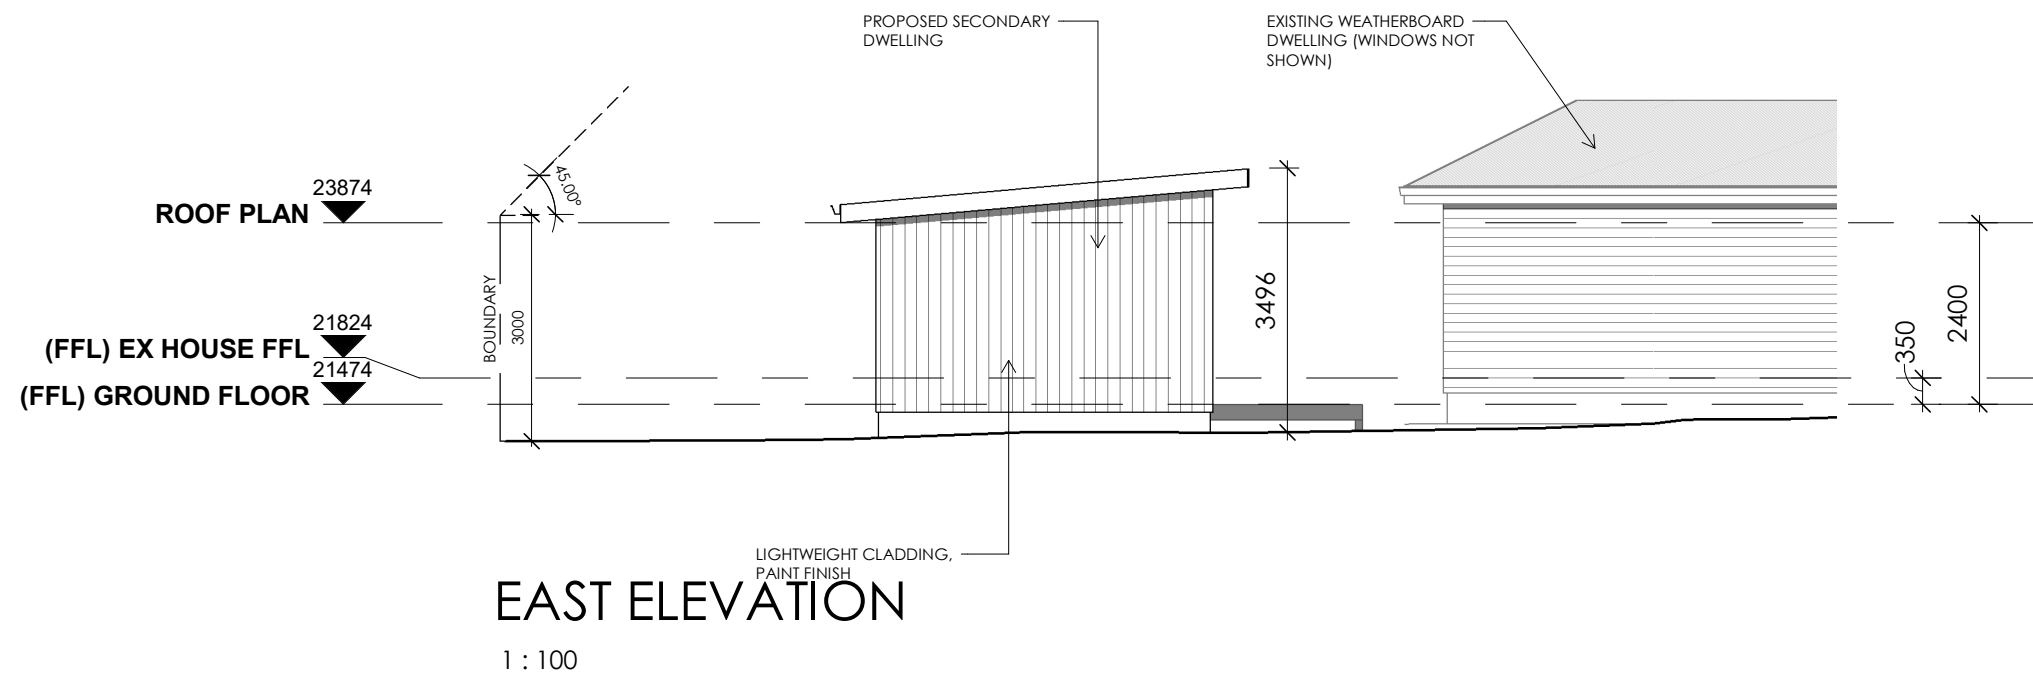 PROPOSED SECONDARY
DWELLING
EXISTING WEATHERBOARD
DWELLING (WINDOWS NOT
SHOWN)
45.00°
23874
ROOF PLAN
BOUNDARY
3000
3496
2400
350
21824
(FFL) EX HOUSE FFL
21474
(FFL) GROUND FLOOR
LIGHTWEIGHT CLADDING,
PAINT FINISH
EAST ELEVATION
1 : 100